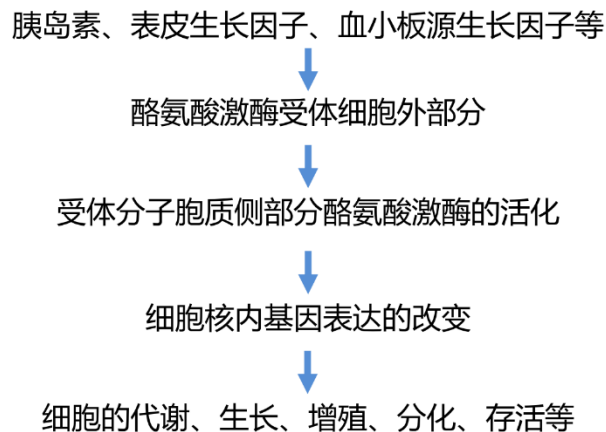 胰岛素、表皮生长因子、血小板源生长因子等
酪氨酸激酶受体细胞外部分
受体分子胞质侧部分酪氨酸激酶的活化
细胞核内基因表达的改变
细胞的代谢、生长、增殖、分化、存活等